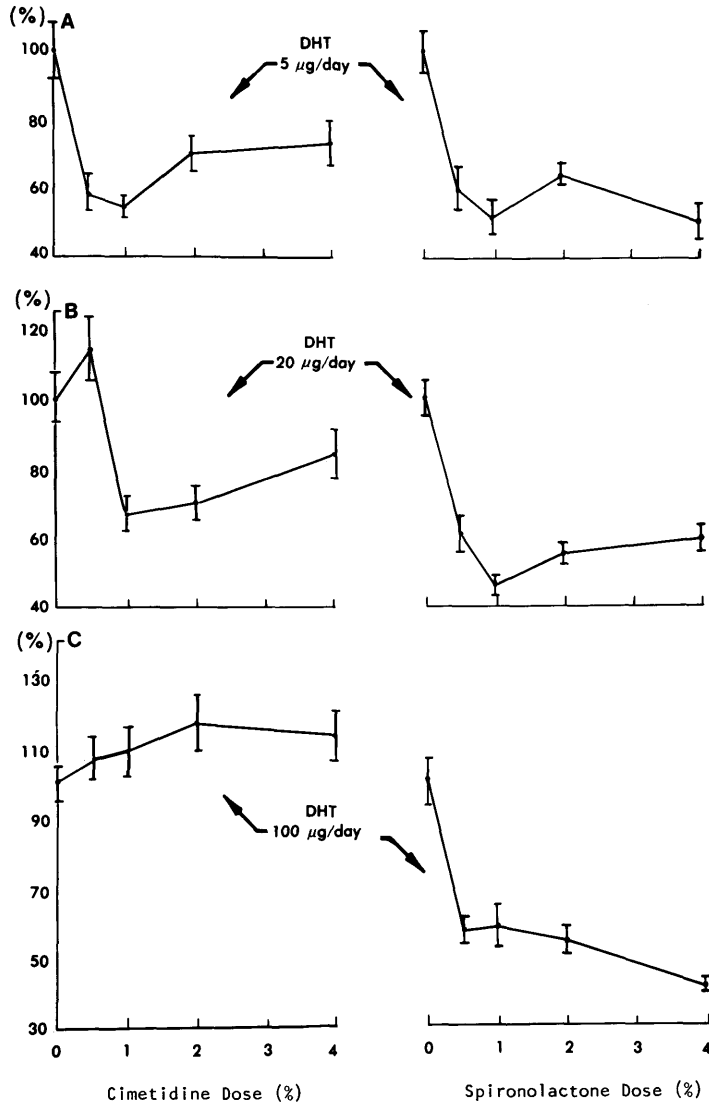 (%) A
100
80
60
40
DHT
5 µg/day
(%) B
120
100
80
60
40
DHT
20 µg/day
(%) C
130
110
90
70
50
30
DHT
100 µg/day
0 1 2 3 4
0 1 2 3 4
Cimetidine Dose (%)
Spironolactone Dose (%)